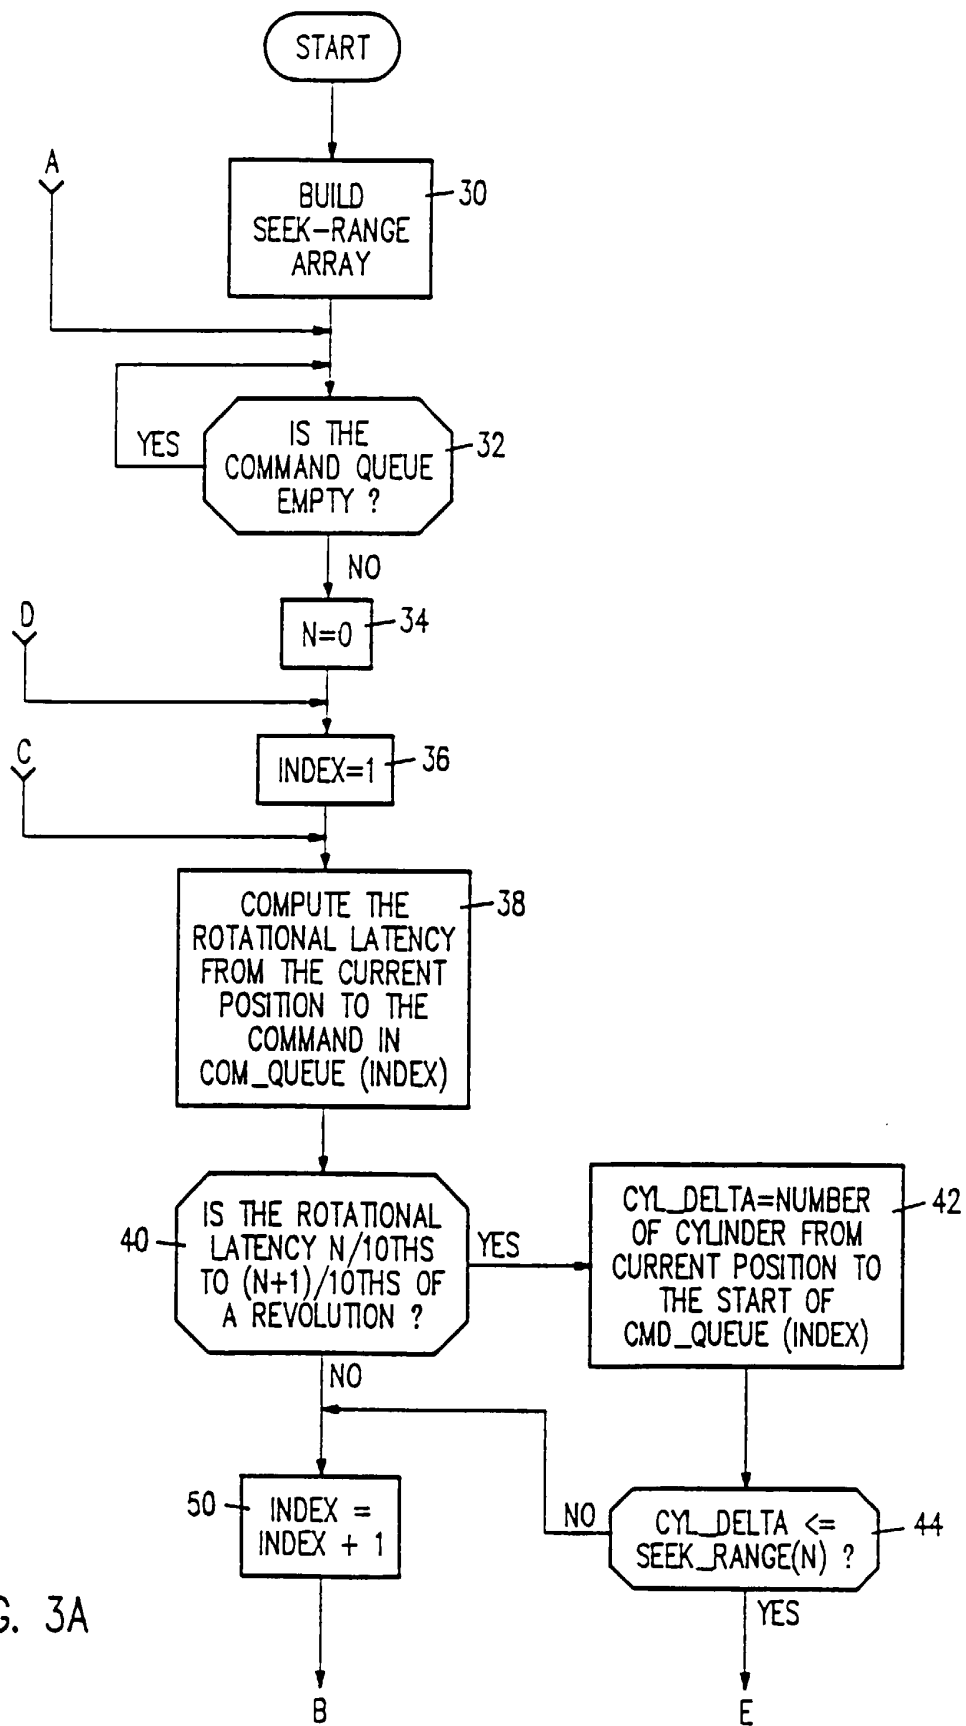 START
A
BUILD
SEEK-RANGE
ARRAY
30
YES
IS THE
COMMAND QUEUE
EMPTY ?
32
NO
D
N=0
34
C
INDEX=1
36
COMPUTE THE
ROTATIONAL LATENCY
FROM THE CURRENT
POSITION TO THE
COMMAND IN
COM_QUEUE (INDEX)
38
40
IS THE ROTATIONAL
LATENCY N/10THS
TO (N+1)/10THS OF
A REVOLUTION ?
YES
CYL_DELTA=NUMBER
OF CYLINDER FROM
CURRENT POSITION TO
THE START OF
CMD_QUEUE (INDEX)
42
NO
50
INDEX =
INDEX + 1
NO
CYL_DELTA <=
SEEK_RANGE(N) ?
44
YES
G. 3A
B
E